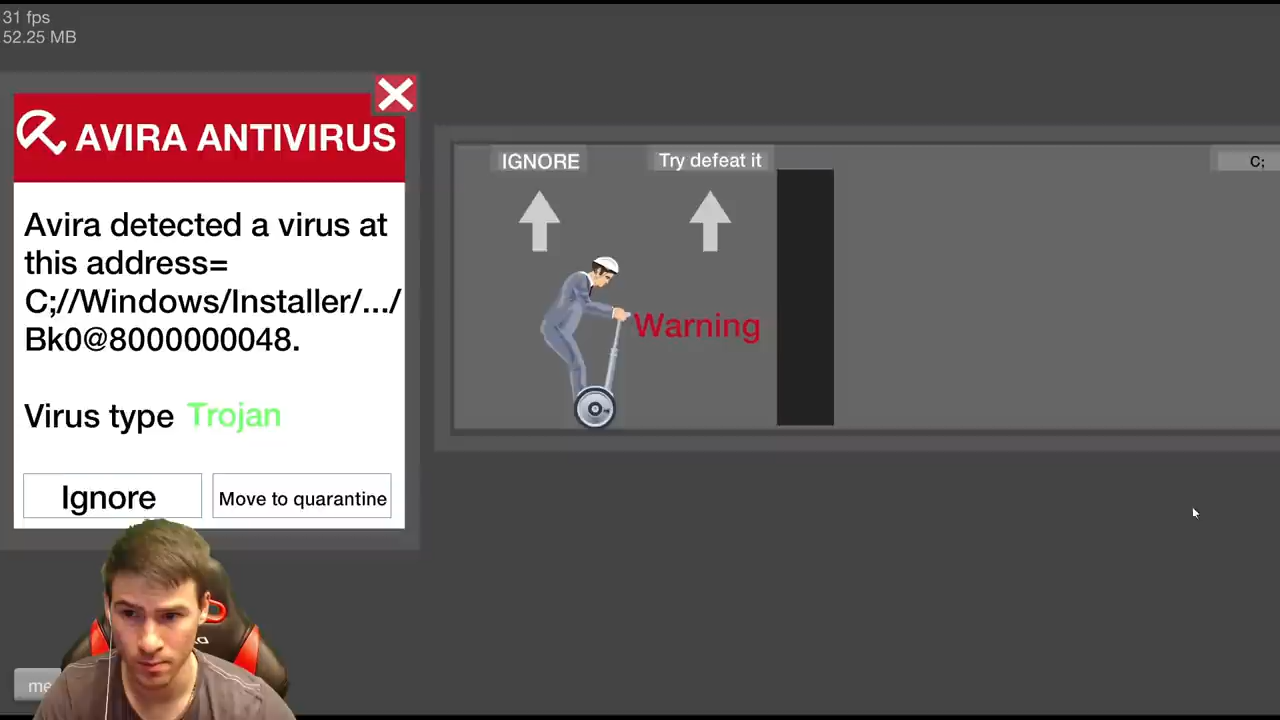 31 fps
52.25 MB
AVIRA ANTIVIRUS
Avira detected a virus at
this address=
C;//Windows/Installer/.../
Bk0@8000000048.
Virus type Trojan
Ignore
Move to quarantine
IGNORE
Try defeat it
C;
Warning
me